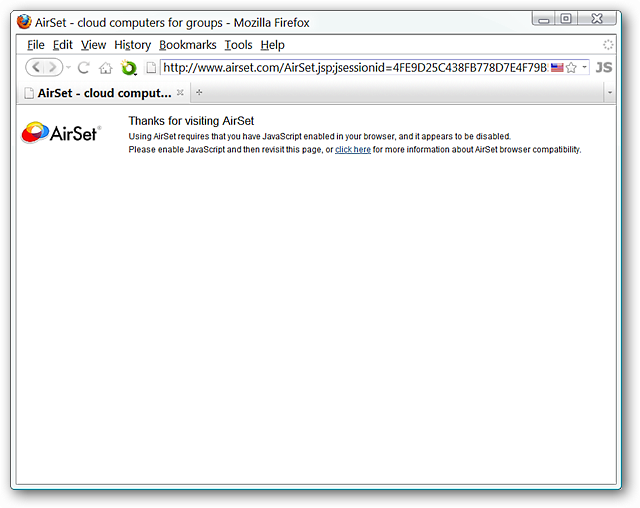 AirSet - cloud computers for groups - Mozilla Firefox
File Edit View History Bookmarks Tools Help
http://www.airset.com/AirSet.jsp;jsessionid=4FE9D25C438FB778D7E4F79B JS
AirSet - cloud comput...
AirSet®
Thanks for visiting AirSet
Using AirSet requires that you have JavaScript enabled in your browser, and it appears to be disabled.
Please enable JavaScript and then revisit this page, or click here for more information about AirSet browser compatibility.